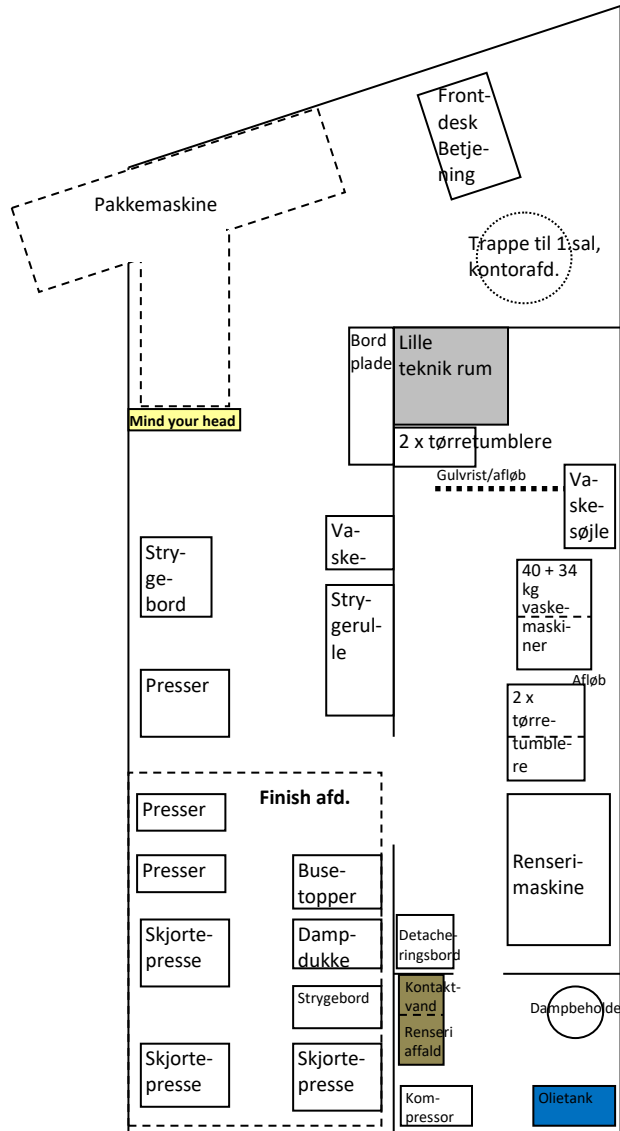 Front-
desk
Betje-
ning
Pakkemaskine
Trappe til 1.sal,
kontorafd.
Bord
plade
Lille
teknik rum
Mind your head
2 x tørretumblere
Gulvrist/afløb
Va-
ske-
søjle
Va-
ske-
Stry-
ge-
bord
40 + 34
kg
vaske-
maski-
ner
Strygerul-
le
Presser
Afløb
2 x
tørre-
tumble-
re
Finish afd.
Presser
Renseri-
maskine
Presser
Buse-
topper
Skjorte-
presse
Damp-
dukke
Detache-
ringsbord
Kontakt-
vand
Renseri
affald
Strygebord
Dampbeholde
Skjorte-
presse
Skjorte-
presse
Kom-
pressor
Olietank